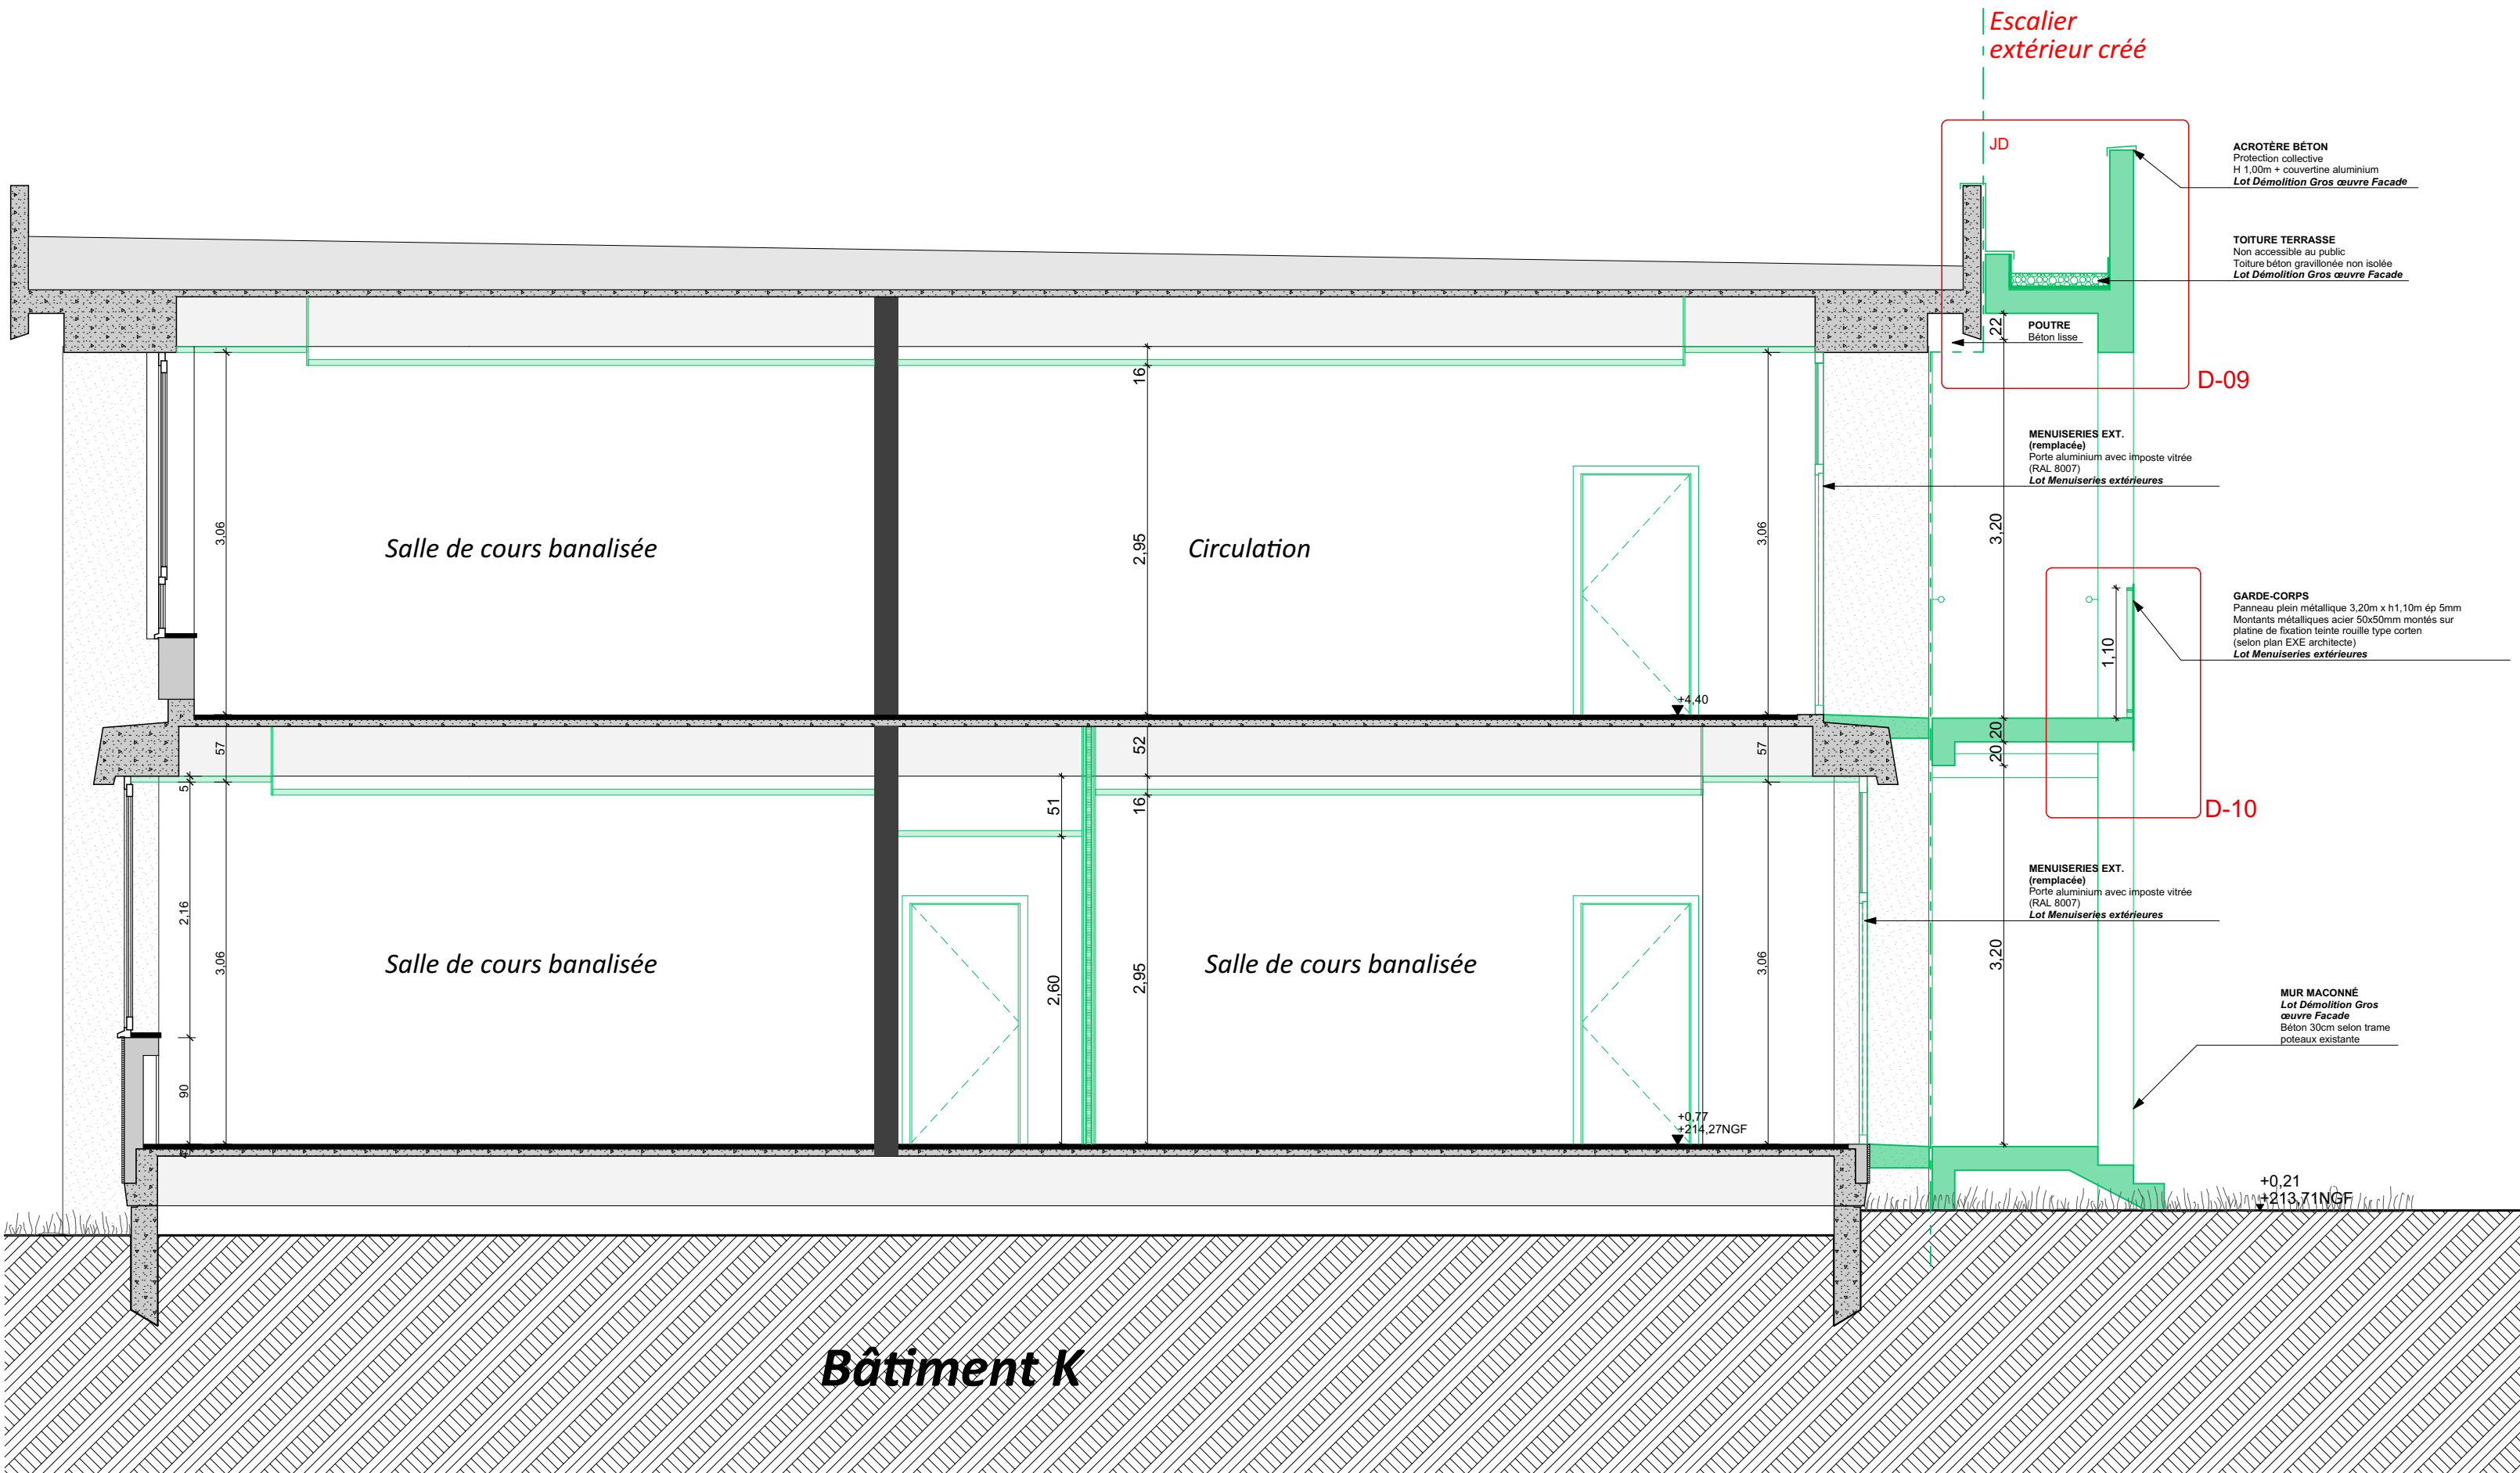 Escalier
extérieur créé
JD
ACROTÈRE BÉTON
Protection collective
H 1,00m + couvertine aluminium
Lot Démolition Gros œuvre Facade
TOITURE TERRASSE
Non accessible au public
Toiture béton gravillonée non isolée
Lot Démolition Gros œuvre Facade
22
POUTRE
Béton lisse
D-09
16
MENUISERIES EXT.
(remplacée)
Porte aluminium avec imposte vitrée
(RAL 8007)
Lot Menuiseries extérieures
3,06
Salle de cours banalisée
2,95
Circulation
3,06
3,20
GARDE-CORPS
Panneau plein métallique 3,20m x h1,10m ép 5mm
Montants métalliques acier 50x50mm montés sur
platine de fixation teinte rouille type corten
(selon plan EXE architecte)
Lot Menuiseries extérieures
1,10
+4,40
57
52
57
20
20
5
51
16
D-10
MENUISERIES EXT.
(remplacée)
Porte aluminium avec imposte vitrée
(RAL 8007)
Lot Menuiseries extérieures
2,16
3,06
Salle de cours banalisée
2,60
2,95
Salle de cours banalisée
3,06
3,20
MUR MACONNÉ
Lot Démolition Gros
œuvre Facade
Béton 30cm selon trame
poteaux existante
90
+0,77
+214,27NGF
+0,21
+213,71NGF
Bâtiment K